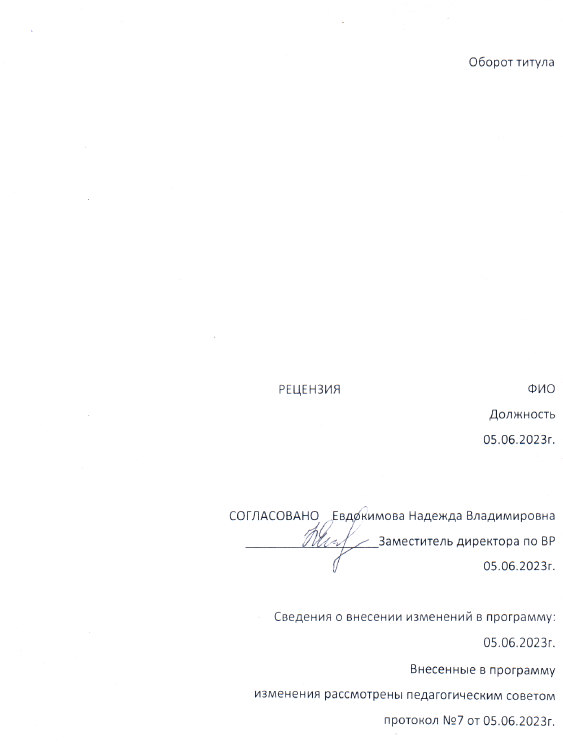 Оборот титула
РЕЦЕНЗИЯ ФИО
Должность
05.06.2023г.
СОГЛАСОВАНО Евдокимова Надежда Владимировна
____________________Заместитель директора по ВР
05.06.2023г.
Сведения о внесении изменений в программу:
05.06.2023г.
Внесенные в программу
изменения рассмотрены педагогическим советом
протокол №7 от 05.06.2023г.